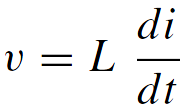 v = L di/dt